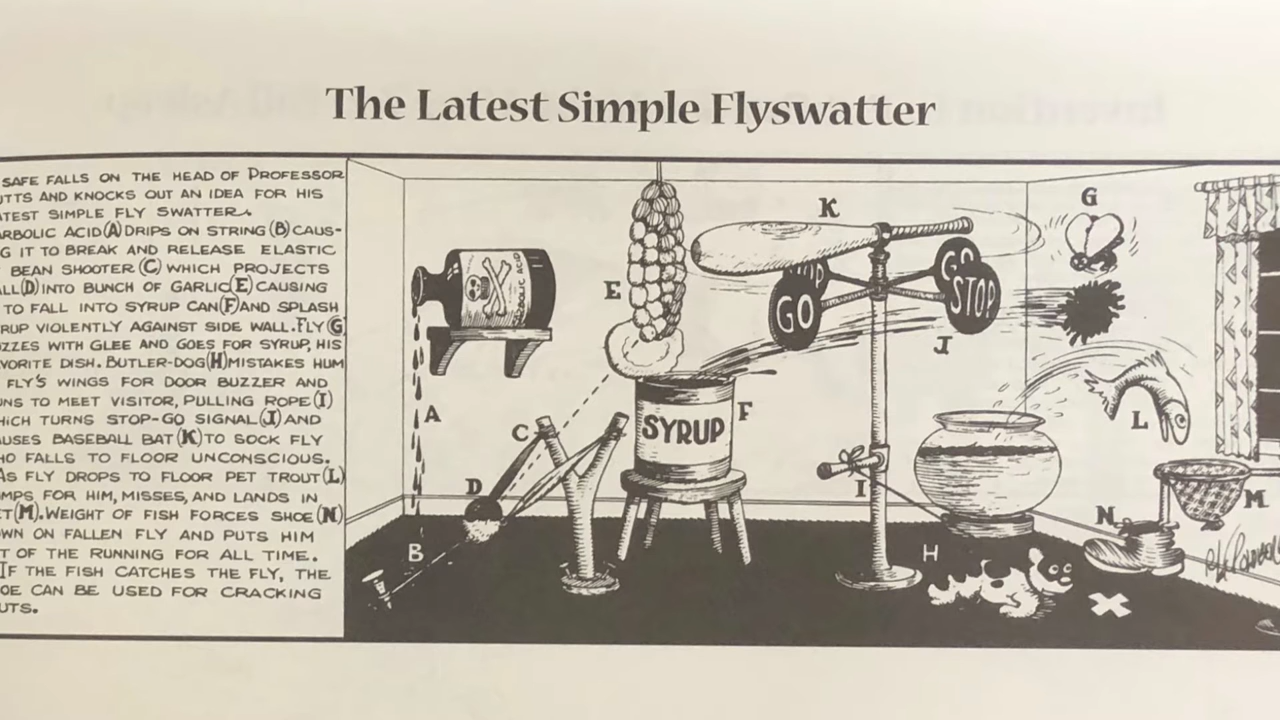 The Latest Simple Flyswatter
SAFE FALLS ON THE HEAD OF PROFESSOR
UTTS AND KNOCKS OUT AN IDEA FOR HIS
ATEST SIMPLE FLY SWATTER.
ARBOLIC ACID (A) DRIPS ON STRING (B) CAUS-
G IT TO BREAK AND RELEASE ELASTIC
BEAN SHOOTER (C) WHICH PROJECTS
ALL (D) INTO BUNCH OF GARLIC (E) CAUSING
TO FALL INTO SYRUP CAN (F) AND SPLASH
RUP VIOLENTLY AGAINST SIDE WALL. FLY (G)
ZZES WITH GLEE AND GOES FOR SYRUP, HIS
VORITE DISH. BUTLER-DOG (H) MISTAKES HUM
FLY'S WINGS FOR DOOR BUZZER AND
UNS TO MEET VISITOR, PULLING ROPE (I)
HICH TURNS STOP-GO SIGNAL (J) AND
AUSES BASEBALL BAT (K) TO SOCK FLY
HO FALLS TO FLOOR UNCONSCIOUS.
AS FLY DROPS TO FLOOR PET TROUT (L)
MPS FOR HIM, MISSES, AND LANDS IN
ET (M). WEIGHT OF FISH FORCES SHOE (N)
WN ON FALLEN FLY AND PUTS HIM
T OF THE RUNNING FOR ALL TIME.
IF THE FISH CATCHES THE FLY, THE
OE CAN BE USED FOR CRACKING
UTS.
G
K
E
GO
GO
STOP
J
A
F
SYRUP
C
L
D
I
M
N
B
H